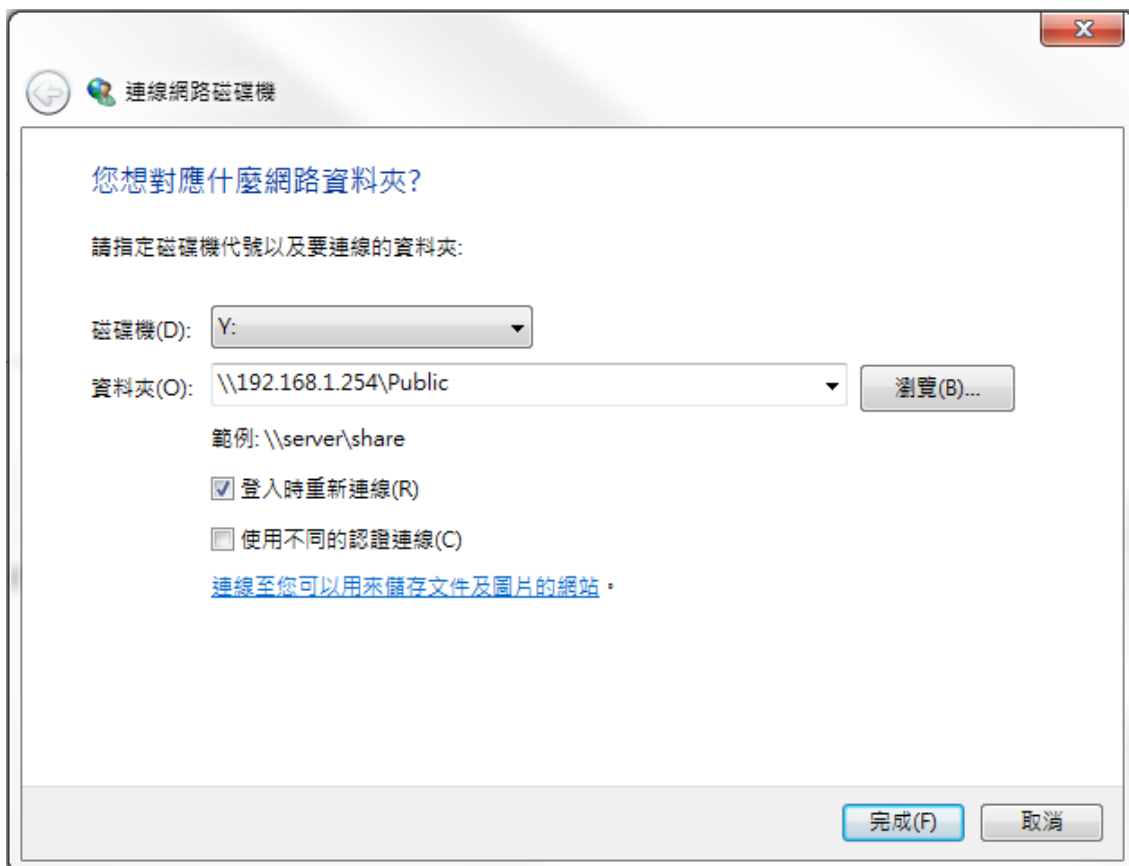 連線網路磁碟機
您想對應什麼網路資料夾?
請指定磁碟機代號以及要連線的資料夾:
磁碟機(D): Y:
資料夾(O): \\192.168.1.254\Public 瀏覽(B)...
範例: \\server\share
登入時重新連線(R)
使用不同的認證連線(C)
連線至您可以用來儲存文件及圖片的網站。
完成(F) 取消